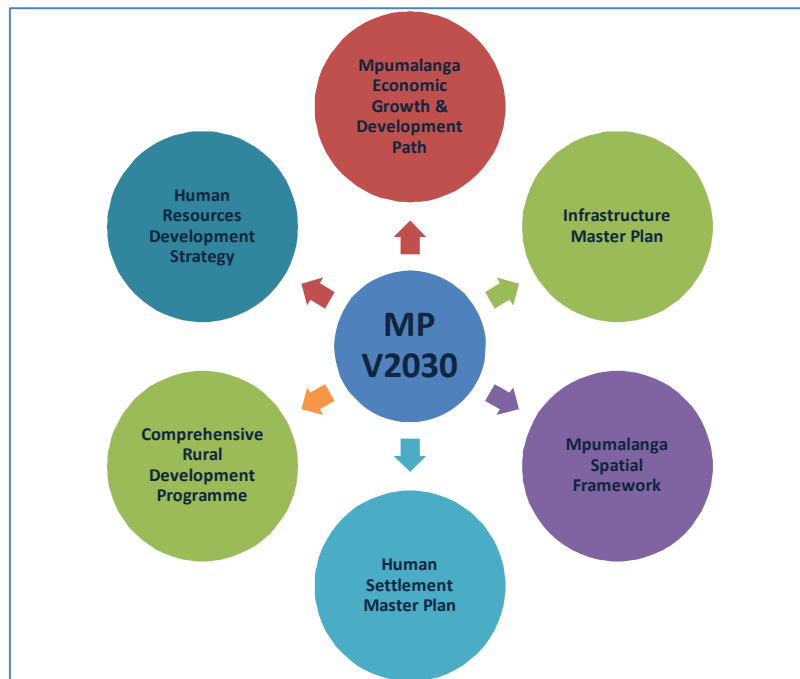 Mpumalanga
Economic
Growth &
Development
Path
Human
Resources
Development
Strategy
Infrastructure
Master Plan
MP
V2030
Comprehensive
Rural
Development
Programme
Mpumalanga
Spatial
Framework
Human
Settlement
Master Plan